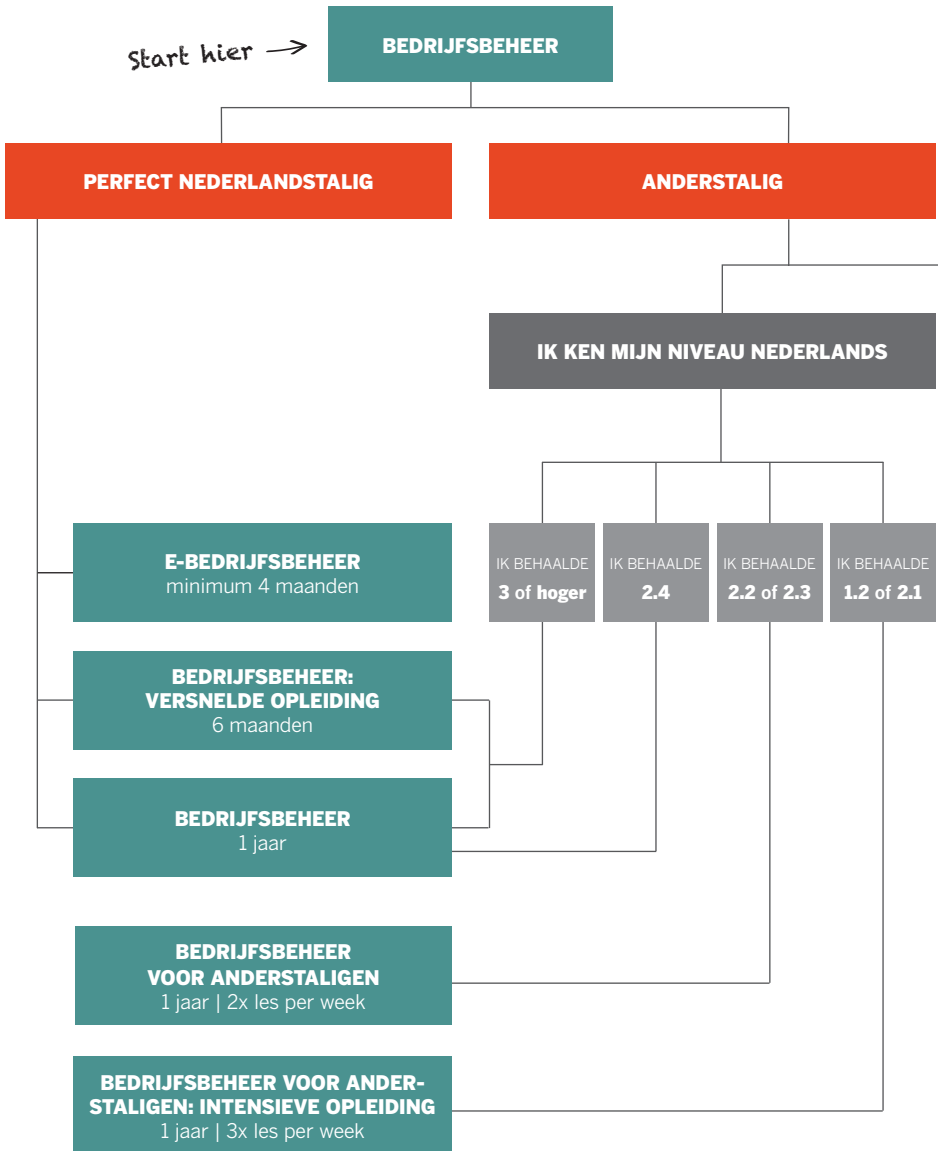 Start hier
BEDRIJFSBEHEER
PERFECT NEDERLANDSTALIG
ANDERSTALIG
IK KEN MIJN NIVEAU NEDERLANDS
IK BEHAALDE
3 of hoger
IK BEHAALDE
2.4
IK BEHAALDE
2.2 of 2.3
IK BEHAALDE
1.2 of 2.1
E-BEDRIJFSBEHEER
minimum 4 maanden
BEDRIJFSBEHEER:
VERSNELDE OPLEIDING
6 maanden
BEDRIJFSBEHEER
1 jaar
BEDRIJFSBEHEER
VOOR ANDERSTALIGEN
1 jaar | 2x les per week
BEDRIJFSBEHEER VOOR ANDER-
STALIGEN: INTENSIEVE OPLEIDING
1 jaar | 3x les per week